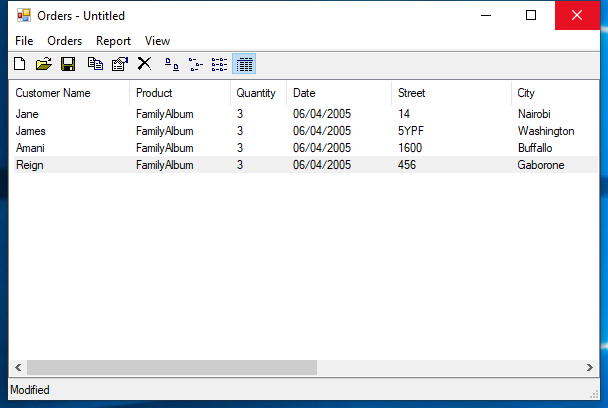 Orders - Untitled
File Orders Report View
Customer Name Product Quantity Date Street City
Jane FamilyAlbum 3 06/04/2005 14 Nairobi
James FamilyAlbum 3 06/04/2005 5YPF Washington
Amani FamilyAlbum 3 06/04/2005 1600 Buffallo
Reign FamilyAlbum 3 06/04/2005 456 Gaborone
Modified